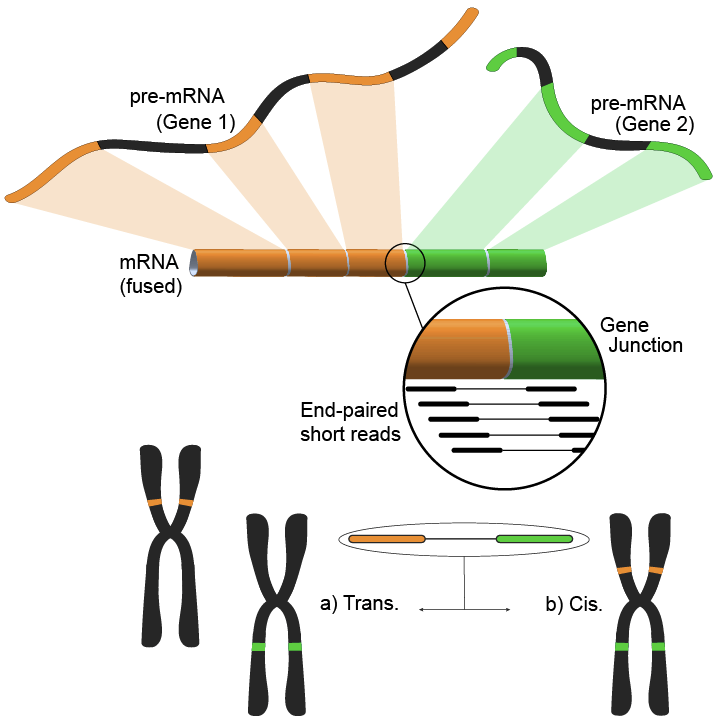 pre-mRNA
(Gene 1)
pre-mRNA
(Gene 2)
mRNA
(fused)
Gene
Junction
End-paired
short reads
a) Trans.
b) Cis.